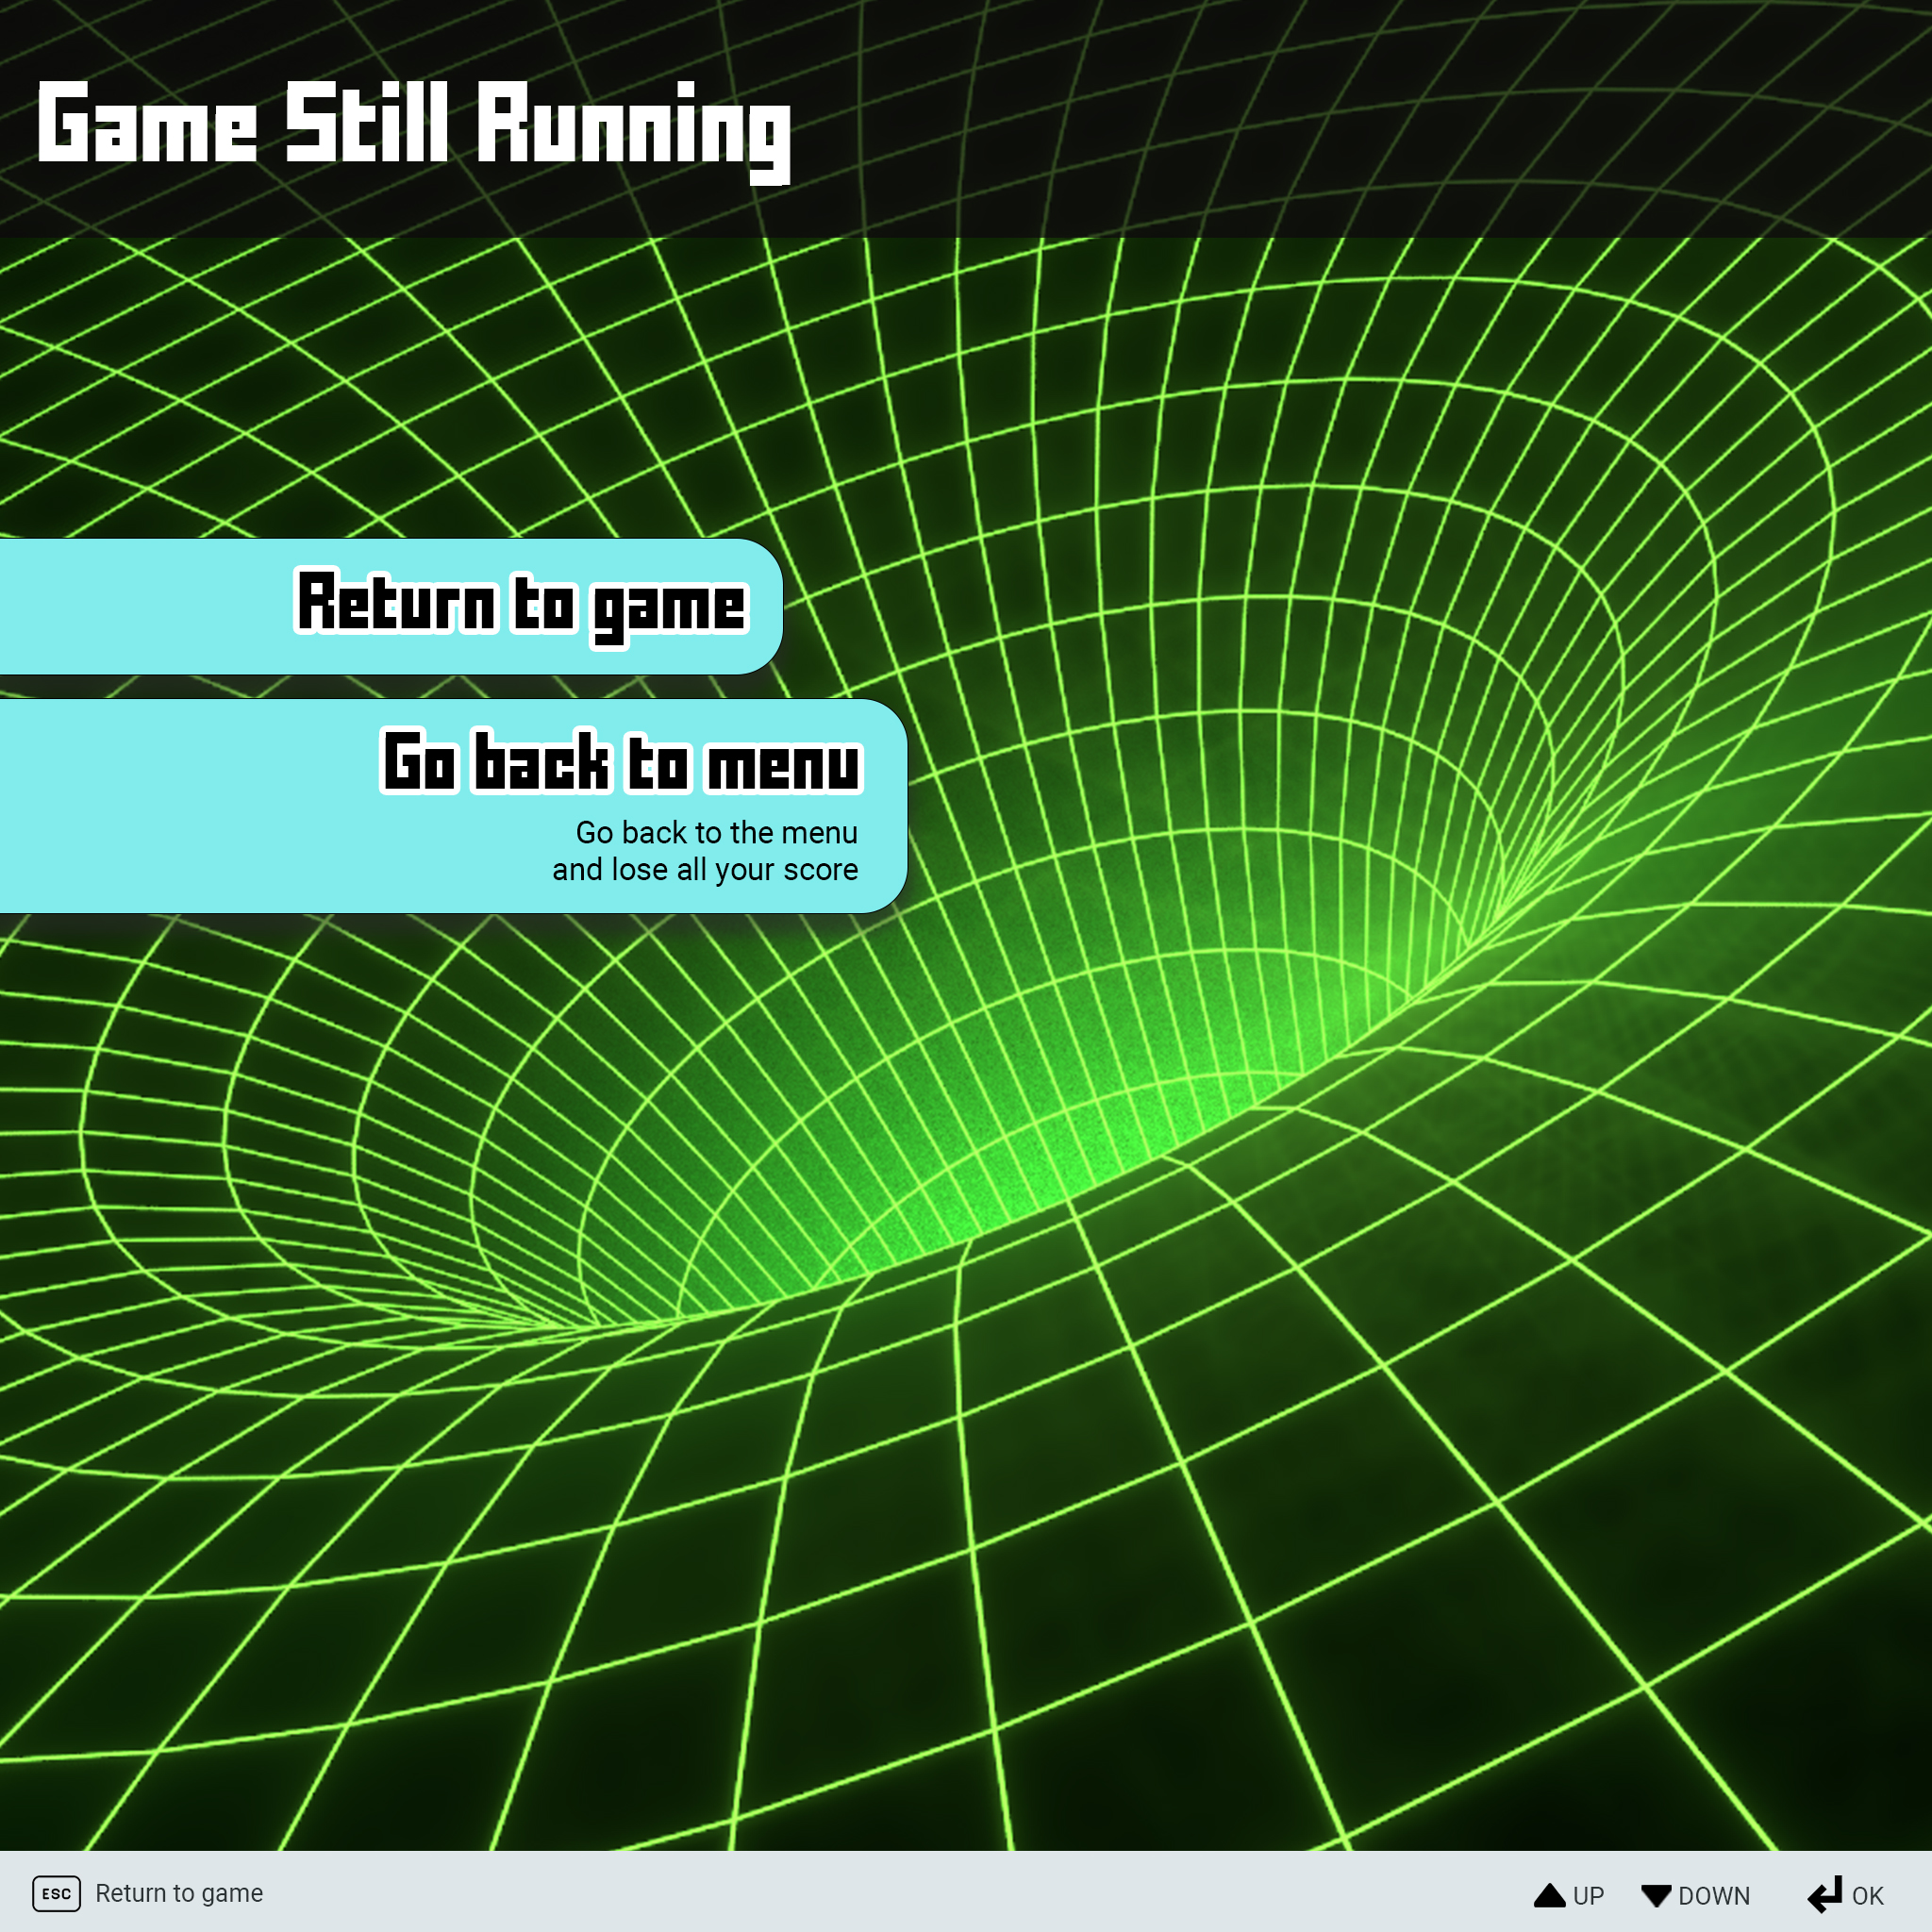 Game Still Running
Return to game
Go back to menu
Go back to the menu
and lose all your score
ESC Return to game
UP DOWN OK